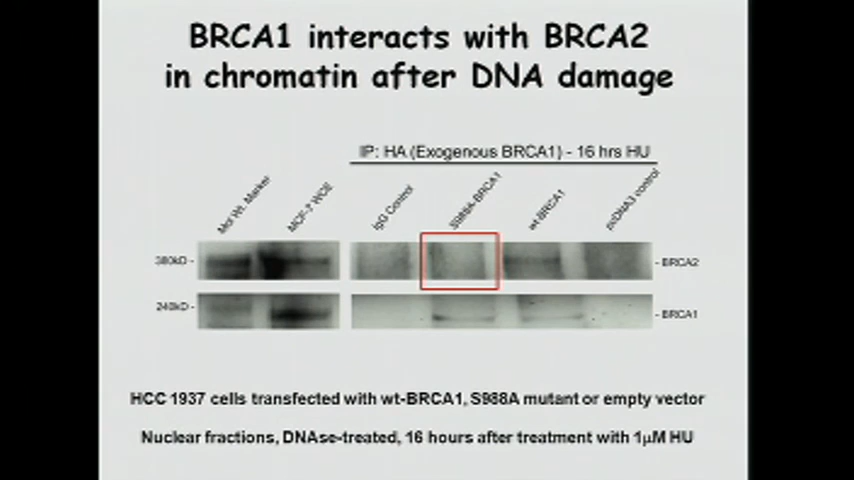 BRCA1 interacts with BRCA2
in chromatin after DNA damage
IP: HA (Exogenous BRCA1) - 16 hrs HU
Mol Wt. Marker
MCF-7 WCE
IgG Control
S988A-BRCA1
wt-BRCA1
pcDNA3 control
380kD -
- BRCA2
240kD -
- BRCA1
HCC 1937 cells transfected with wt-BRCA1, S988A mutant or empty vector
Nuclear fractions, DNAse-treated, 16 hours after treatment with 1µM HU